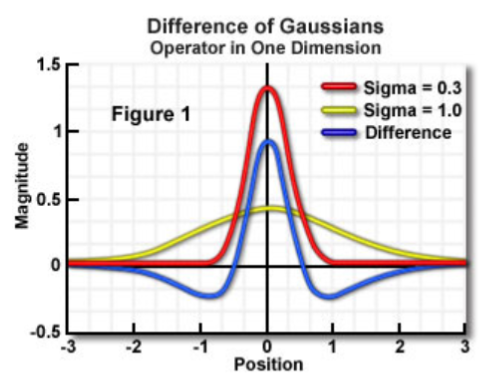 Difference of Gaussians
Operator in One Dimension
1.5
1
0.5
0
-0.5
Magnitude
Figure 1
Sigma = 0.3
Sigma = 1.0
Difference
-3 -2 -1 0 1 2 3
Position